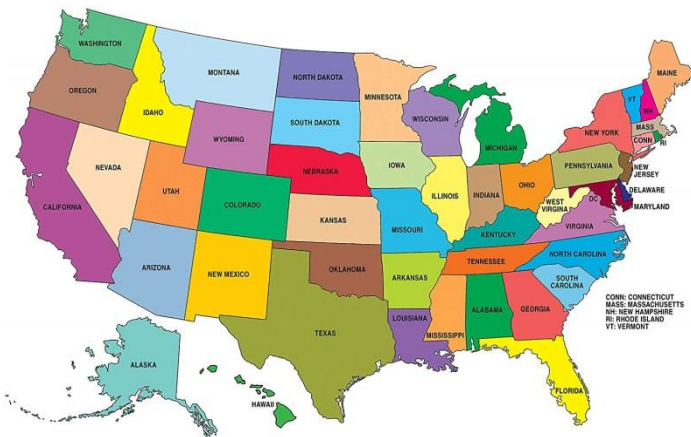 WASHINGTON
OREGON
IDAHO
MONTANA
NORTH DAKOTA
MINNESOTA
SOUTH DAKOTA
WYOMING
WISCONSIN
MICHIGAN
MAINE
VT
NH
NEW YORK
MASS
CONN
RI
NEVADA
UTAH
COLORADO
NEBRASKA
IOWA
ILLINOIS
INDIANA
OHIO
PENNSYLVANIA
NEW
JERSEY
DELAWARE
MARYLAND
DC
WEST
VIRGINA
VIRGINIA
CALIFORNIA
KANSAS
MISSOURI
KENTUCKY
ARIZONA
NEW MEXICO
OKLAHOMA
ARKANSAS
TENNESSEE
NORTH CAROLINA
SOUTH
CAROLINA
TEXAS
LOUISIANA
MISSISSIPPI
ALABAMA
GEORGIA
FLORIDA
ALASKA
HAWAII
CONN: CONNECTICUT
MASS: MASSACHUSETTS
NH: NEW HAMPSHIRE
RI: RHODE ISLAND
VT: VERMONT